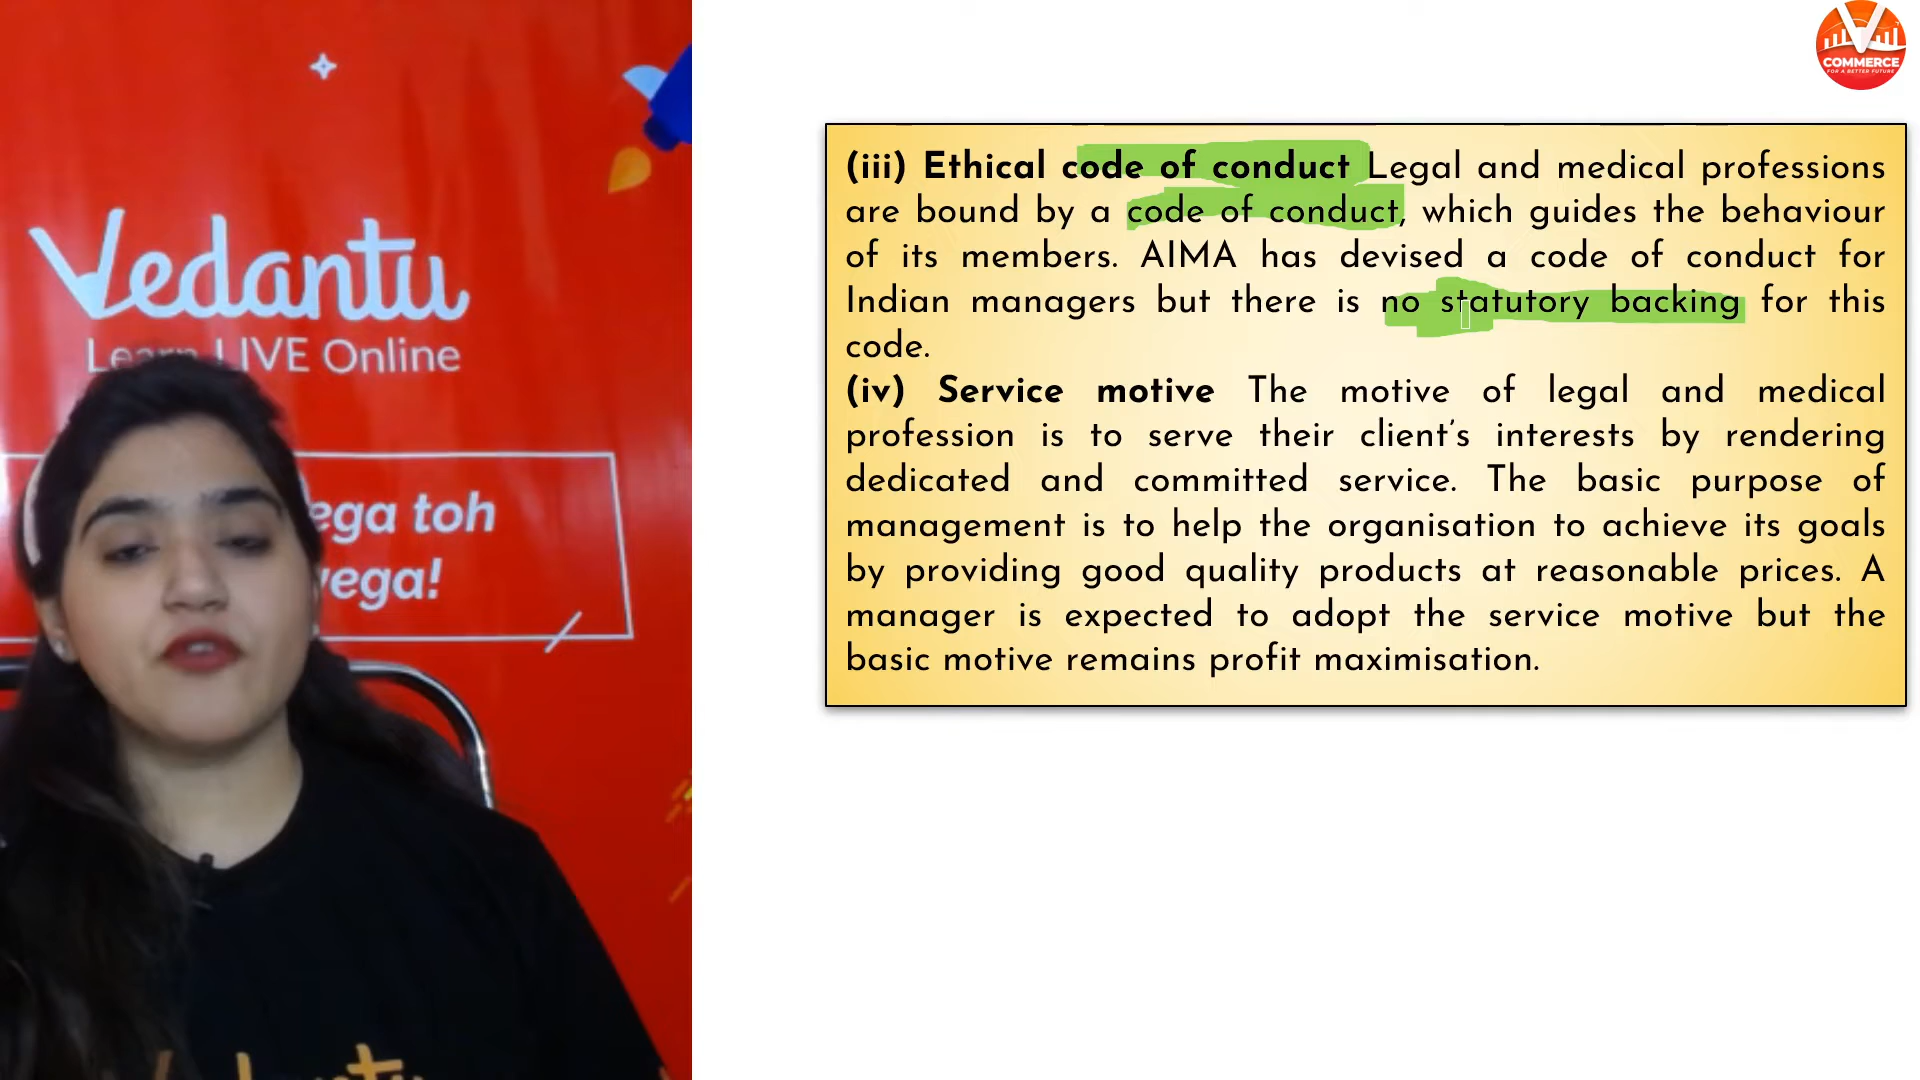 Vedantu
Learn LIVE Online
ega toh
vega!
COMMERCE
FOR A BETTER FUTURE
(iii) Ethical code of conduct Legal and medical professions
are bound by a code of conduct, which guides the behaviour
of its members. AIMA has devised a code of conduct for
Indian managers but there is no statutory backing for this
code.
(iv) Service motive The motive of legal and medical
profession is to serve their client's interests by rendering
dedicated and committed service. The basic purpose of
management is to help the organisation to achieve its goals
by providing good quality products at reasonable prices. A
manager is expected to adopt the service motive but the
basic motive remains profit maximisation.